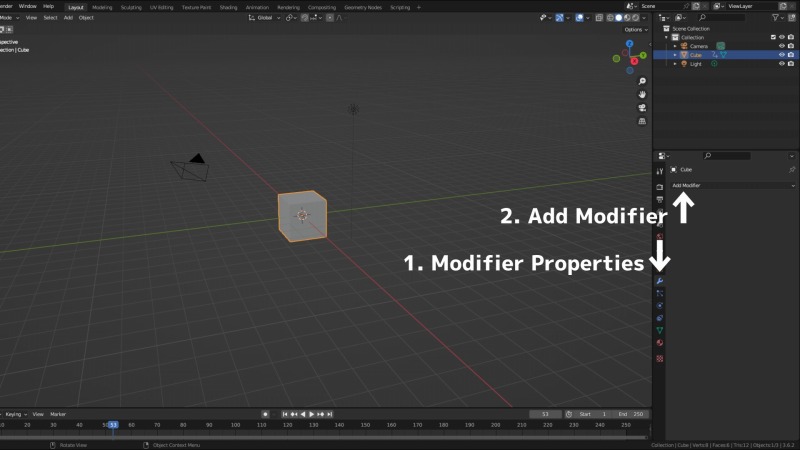 ender Window Help Layout Modeling Sculpting UV Editing Texture Paint Shading Animation Rendering Compositing Geometry Nodes Scripting + Scene ViewLayer
Mode View Select Add Object Global
Options
spective
ection | Cube
X
Y
Z
Scene Collection
Collection
Camera
Cube
Light
Cube
Add Modifier
2. Add Modifier
1. Modifier Properties
Keying View Marker 53 Start 1 End 250
10 20 30 40 50 53 60 70 80 90 100 110 120 130 140 150 160 170 180 190 200 210 220 230 240 250
Rotate View Object Context Menu Collection | Cube | Verts:8 | Faces:6 | Tris:12 | Objects:1/3 | 3.6.2